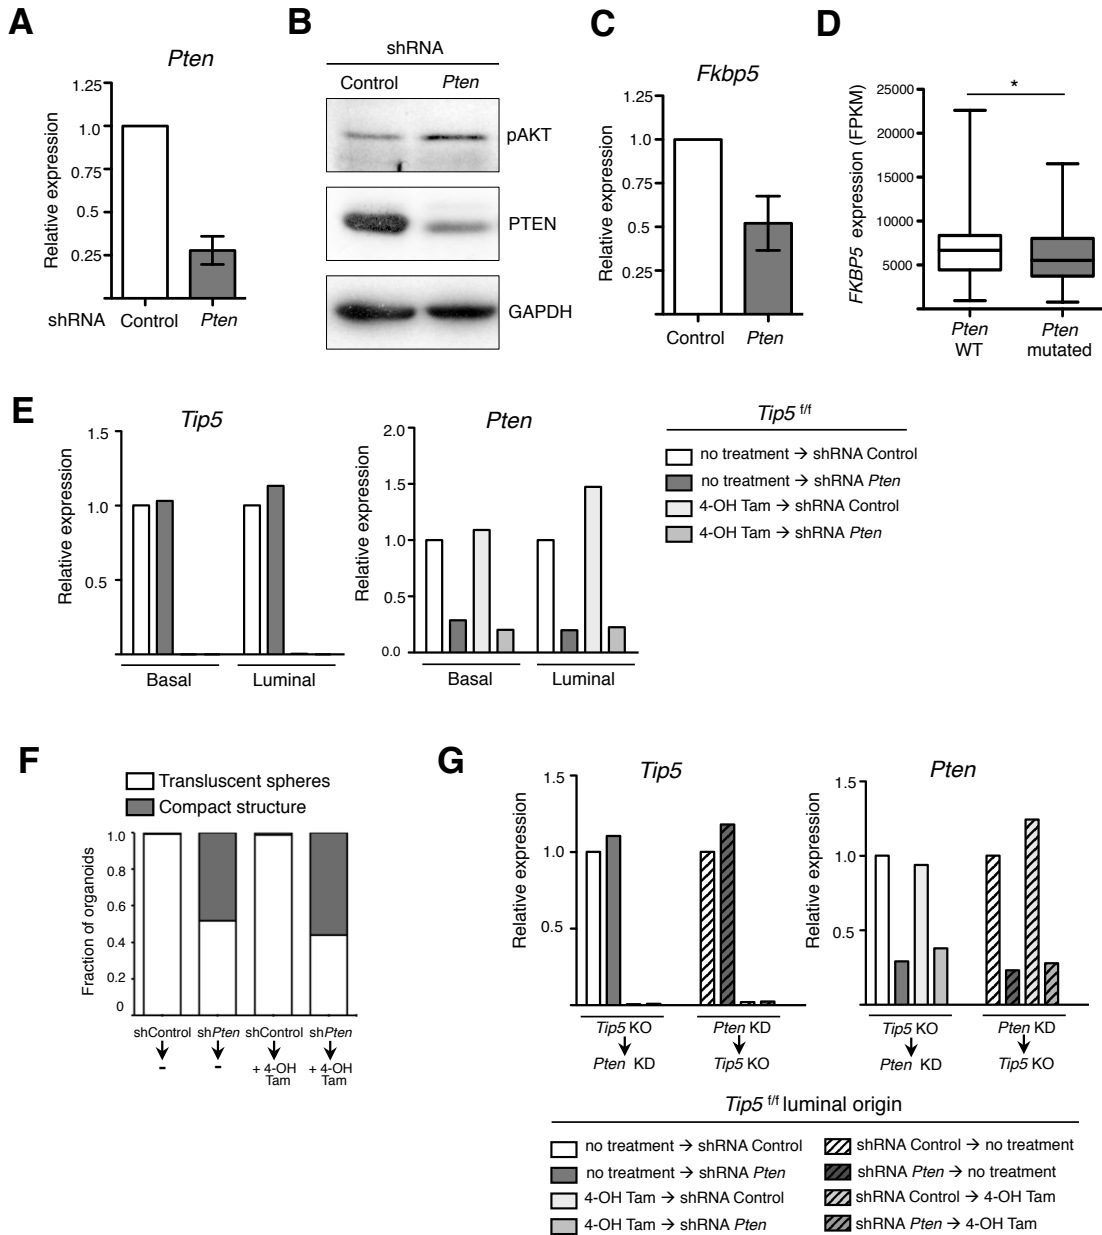 A
Pten
Relative expression
1.25
1.0
0.75
0.5
0.25
shRNA Control Pten
B
shRNA
Control Pten
pAKT
PTEN
GAPDH
C
Fkbp5
Relative expression
1.25
1.0
0.75
0.5
0.25
Control Pten
D
FKBP5 expression (FPKM)
25000
20000
15000
10000
5000
*
Pten WT
Pten mutated
E
Tip5
Relative expression
1.5
1.0
0.5
Basal Luminal
Pten
Relative expression
2.0
1.5
1.0
0.5
0.0
Basal Luminal
Tip5 f/f
no treatment → shRNA Control
no treatment → shRNA Pten
4-OH Tam → shRNA Control
4-OH Tam → shRNA Pten
F
Transluscent spheres
Compact structure
Fraction of organoids
1.0
0.8
0.6
0.4
0.2
0
shControl shPten shControl shPten
- - + 4-OH + 4-OH
Tam Tam
G
Tip5
Relative expression
1.5
1.0
0.5
Tip5 KO Pten KD
Pten KD Tip5 KO
Pten
Relative expression
1.5
1.0
0.5
Tip5 KO Pten KD
Pten KD Tip5 KO
Tip5 f/f luminal origin
no treatment → shRNA Control
no treatment → shRNA Pten
4-OH Tam → shRNA Control
4-OH Tam → shRNA Pten
shRNA Control → no treatment
shRNA Pten → no treatment
shRNA Control → 4-OH Tam
shRNA Pten → 4-OH Tam